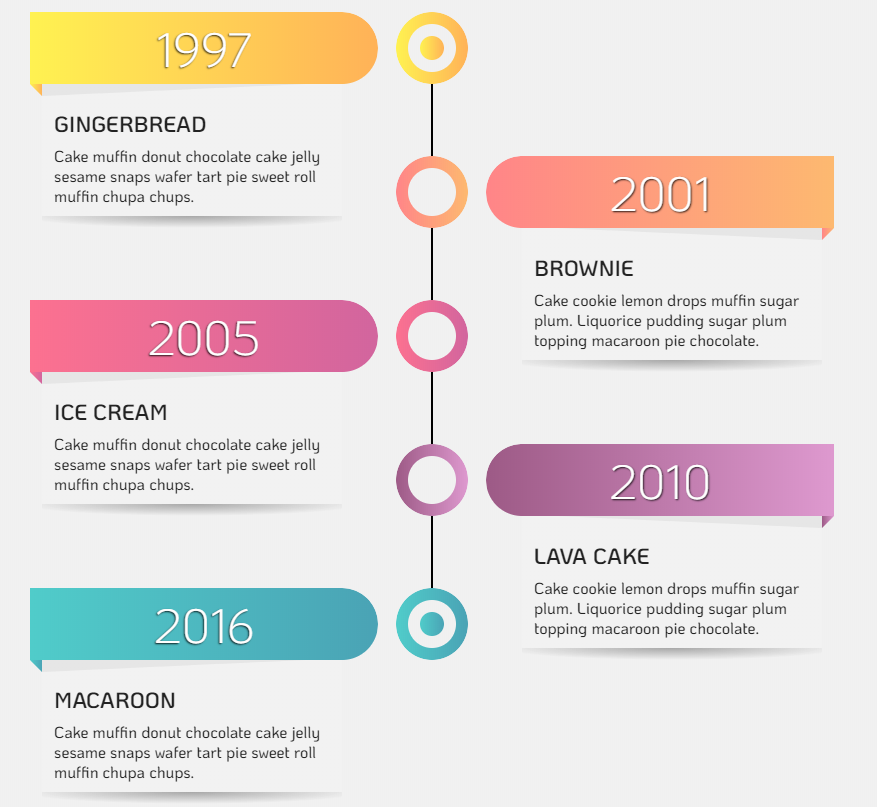 1997
GINGERBREAD
Cake muffin donut chocolate cake jelly
sesame snaps wafer tart pie sweet roll
muffin chupa chups.
2001
BROWNIE
Cake cookie lemon drops muffin sugar
plum. Liquorice pudding sugar plum
topping macaroon pie chocolate.
2005
ICE CREAM
Cake muffin donut chocolate cake jelly
sesame snaps wafer tart pie sweet roll
muffin chupa chups.
2010
LAVA CAKE
Cake cookie lemon drops muffin sugar
plum. Liquorice pudding sugar plum
topping macaroon pie chocolate.
2016
MACAROON
Cake muffin donut chocolate cake jelly
sesame snaps wafer tart pie sweet roll
muffin chupa chups.